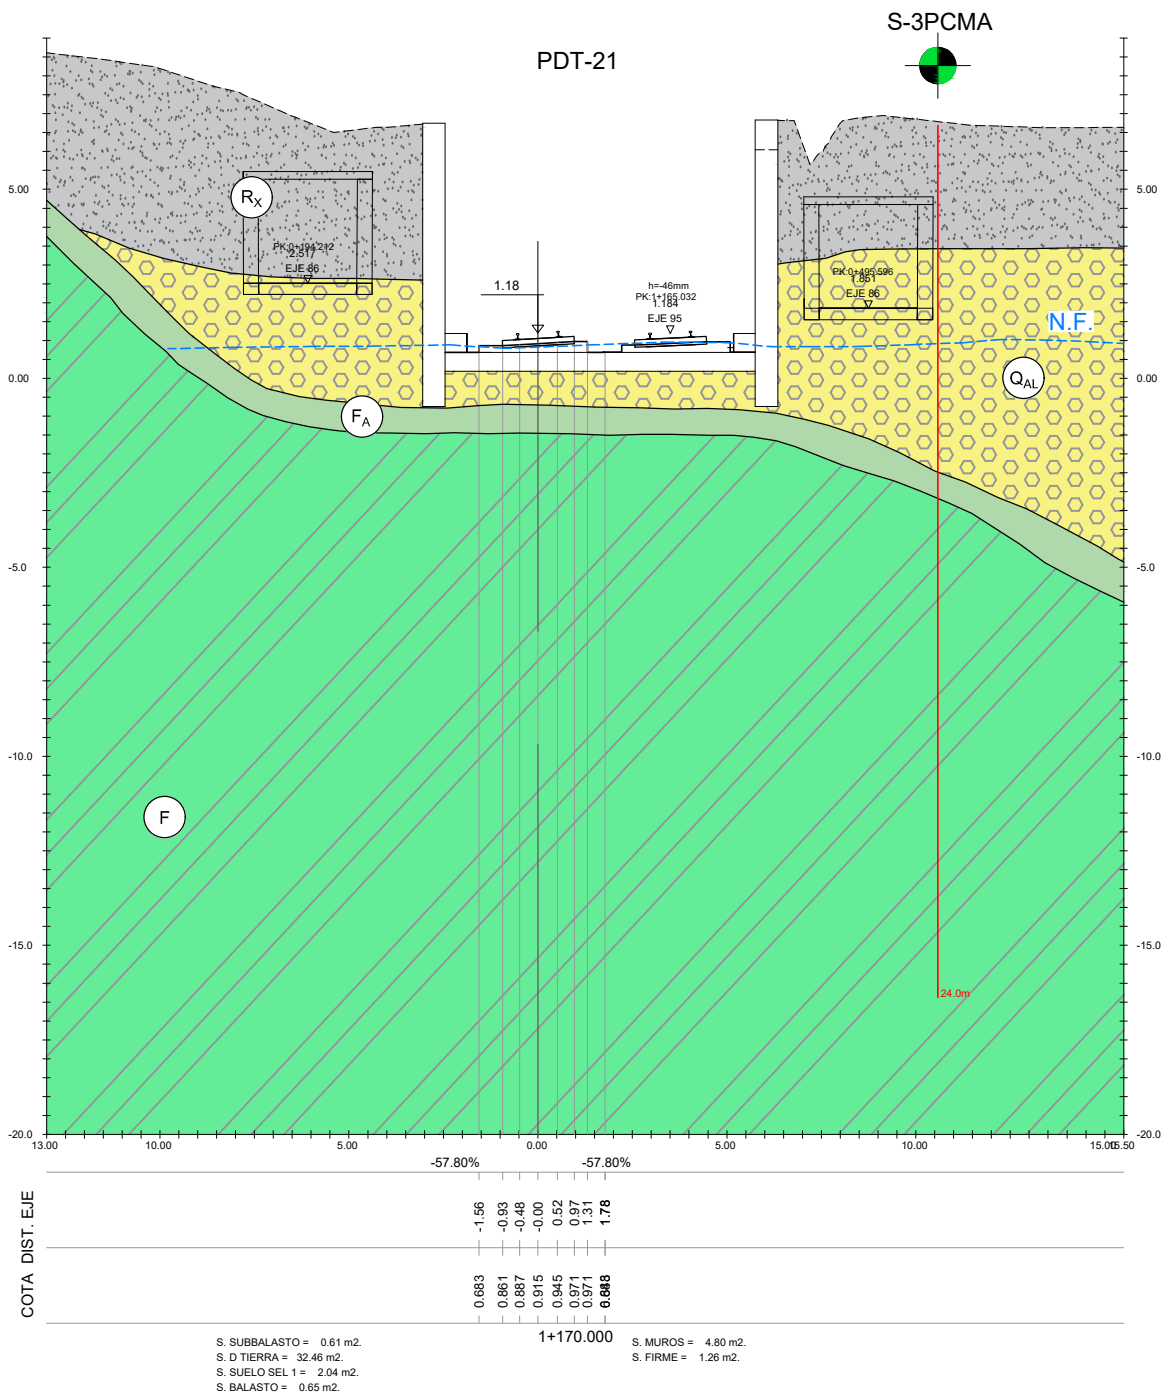 S-3PCMA
PDT-21
5.00
5.00
R X
PK:0+194.212
2.517
EJE 86
1.18
h=-46mm
PK:1+165.032
1.184
EJE 95
PK:0+495.596
1.851
EJE 86
N.F.
0.00
0.00
Q AL
F A
-5.0
-5.0
-10.0
-10.0
F
-15.0
-15.0
24.0m
-20.0
-20.0
13.00
10.00
5.00
0.00
5.00
10.00
15.00
15.50
-57.80%
-57.80%
DIST. EJE
-1.56
-0.93
-0.48
-0.00
0.52
0.97
1.31
1.78
COTA
0.683
0.861
0.887
0.915
0.945
0.971
0.971
1+170.000
S. SUBBALASTO = 0.61 m2.
S. D TIERRA = 32.46 m2.
S. SUELO SEL 1 = 2.04 m2.
S. BALASTO = 0.65 m2.
S. MUROS = 4.80 m2.
S. FIRME = 1.26 m2.